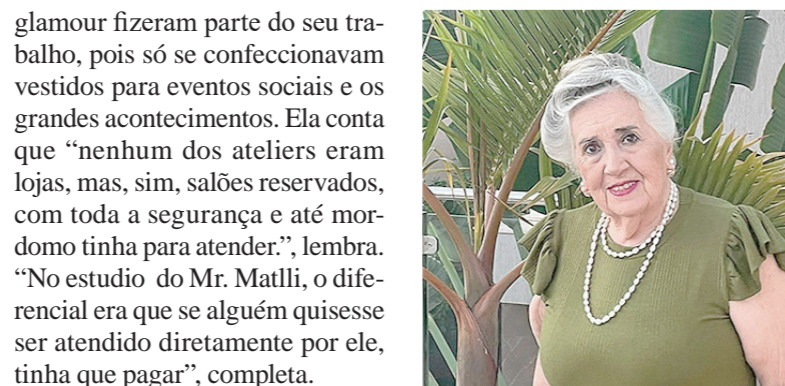 glamour fizeram parte do seu tra-
balho, pois só se confeccionavam
vestidos para eventos sociais e os
grandes acontecimentos. Ela conta
que “nenhum dos ateliers eram
lojas, mas, sim, salões reservados,
com toda a segurança e até mor-
domo tinha para atender.”, lembra.
“No estudio do Mr. Matlli, o dife-
rencial era que se alguém quisesse
ser atendido diretamente por ele,
tinha que pagar”, completa.